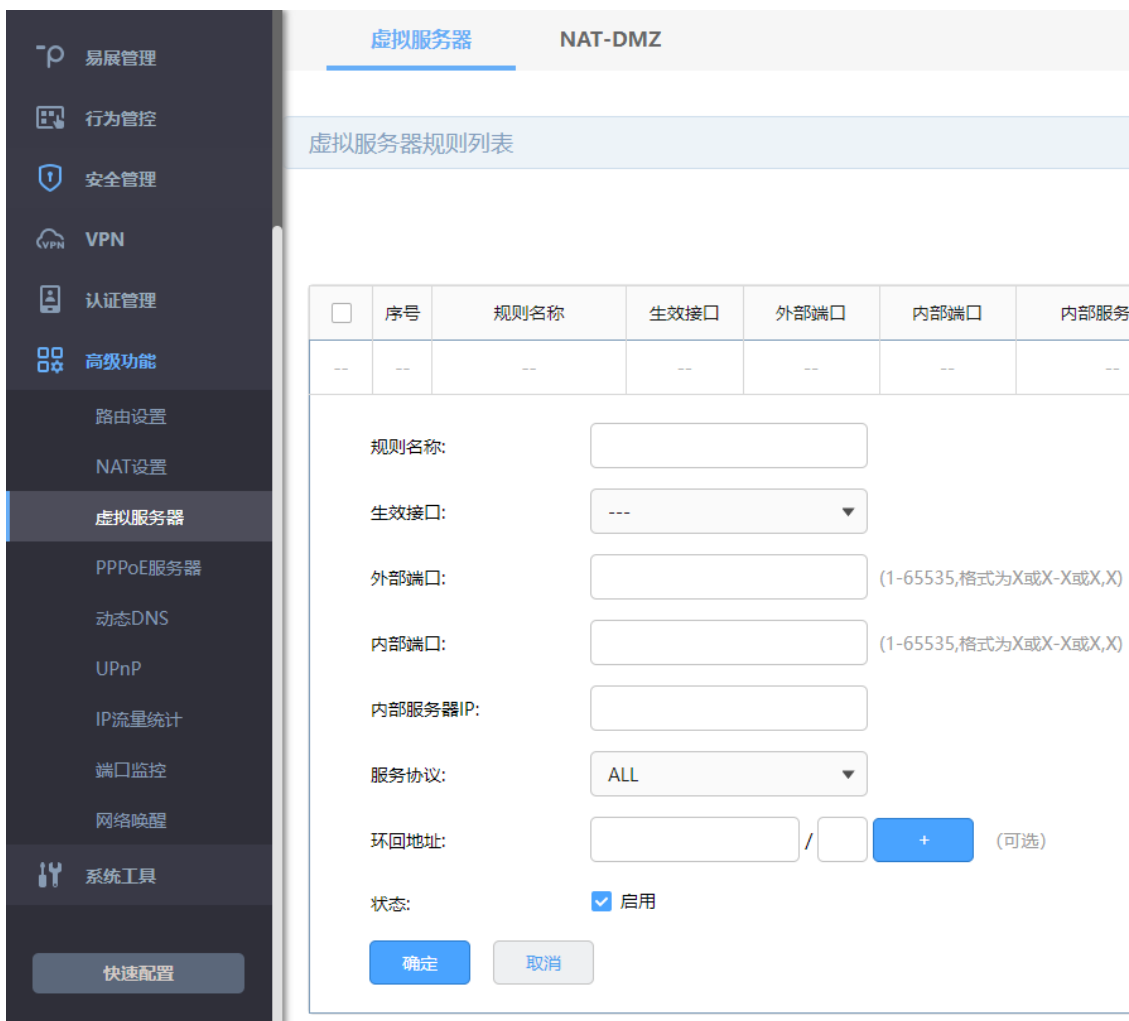 易展管理
行为管控
安全管理
VPN
VPN
认证管理
高级功能
路由设置
NAT设置
虚拟服务器
PPPoE服务器
动态DNS
UPnP
IP流量统计
端口监控
网络唤醒
系统工具
快速配置
虚拟服务器 NAT-DMZ
虚拟服务器规则列表
序号 规则名称 生效接口 外部端口 内部端口 内部服务
-- -- -- -- -- -- --
规则名称:
生效接口: ---
外部端口: (1-65535,格式为X或X-X或X,X)
内部端口: (1-65535,格式为X或X-X或X,X)
内部服务器IP:
服务协议: ALL
环回地址: / + (可选)
状态: 启用
确定 取消